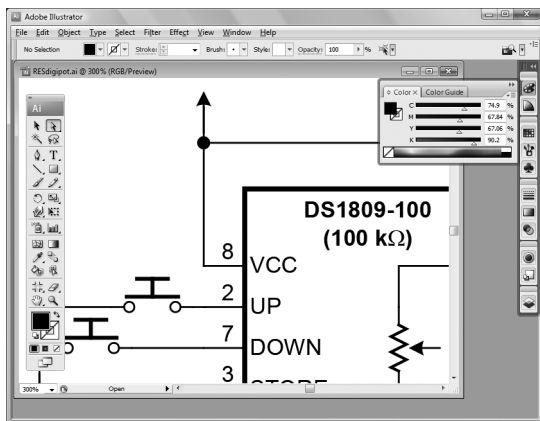 Adobe Illustrator
File Edit Object Type Select Filter Effect View Window Help
No Selection Stroke: Brush: Style: Opacity: 100 %
RESdigipot.ai @ 300% (RGB/Preview)
Color Color Guide
C 74.9 %
M 67.84 %
Y 67.06 %
K 90.2 %
Ai
DS1809-100
(100 kΩ)
8
VCC
2
UP
7
DOWN
3
STORE
300% Open